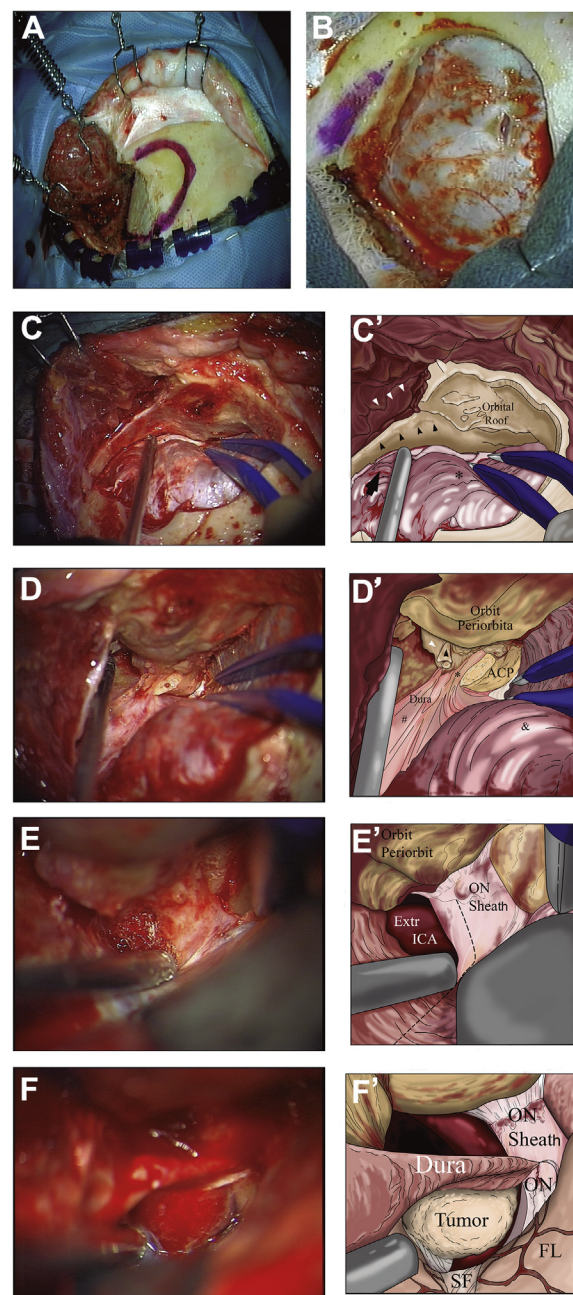 A
B
C
C'
Orbital
Roof
*
D
D'
Orbit
Periorbita
*
ACP
Dura
#
&
E
E'
Orbit
Periorbit
ON
Sheath
Extr
ICA
F
F'
ON
Sheath
Dura
ON
Tumor
FL
SF